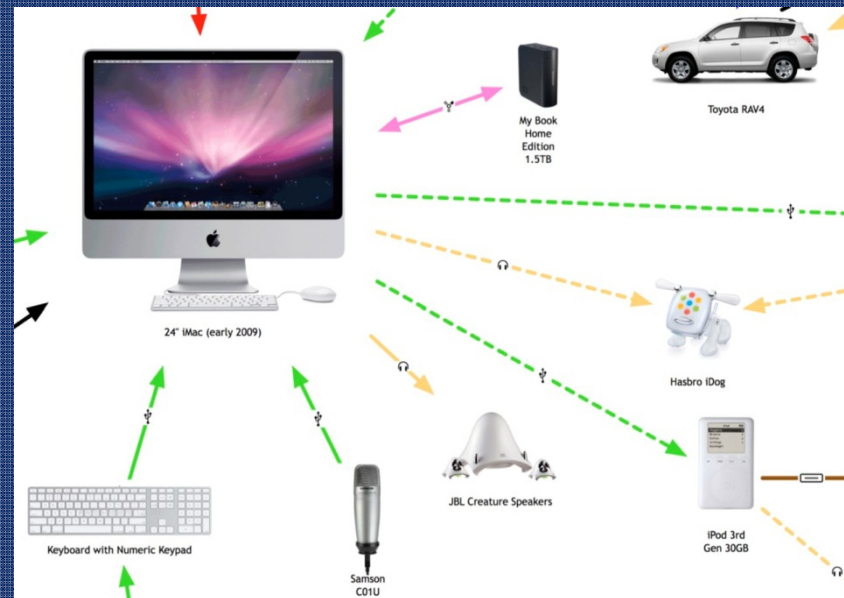 Toyota RAV4
My Book
Home
Edition
1.5TB
24" iMac (early 2009)
Hasbro iDog
JBL Creature Speakers
Keyboard with Numeric Keypad
iPod 3rd
Gen 30GB
Samson
C01U